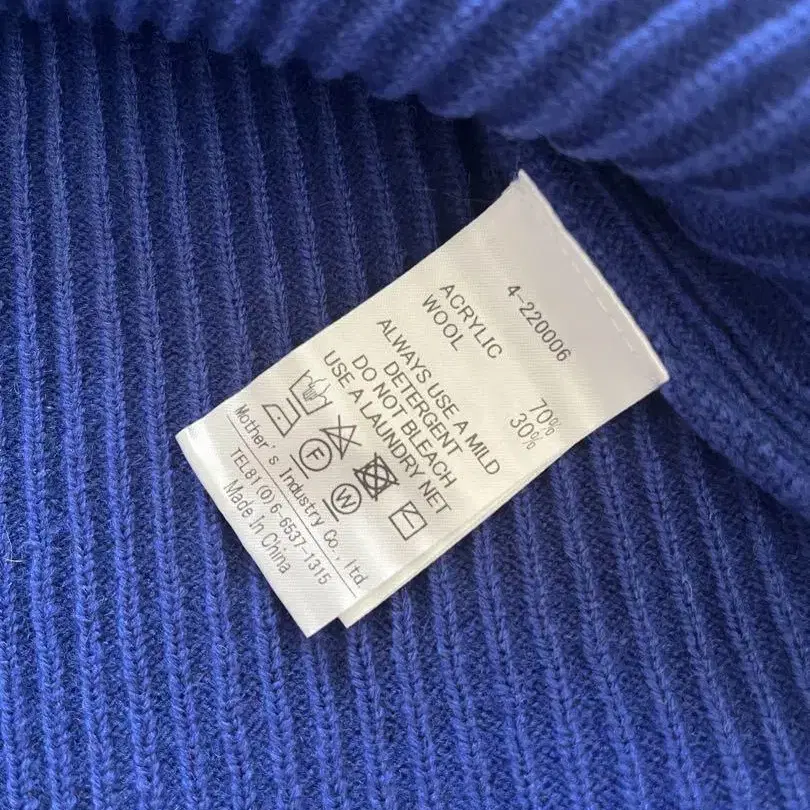 4-220006
ACRYLIC 70%
WOOL 30%
ALWAYS USE A MILD
DETERGENT
DO NOT BLEACH
USE A LAUNDRY NET
F W
Mother's Industry Co., ltd.
TEL81(0)6-6537-1315
Made In China